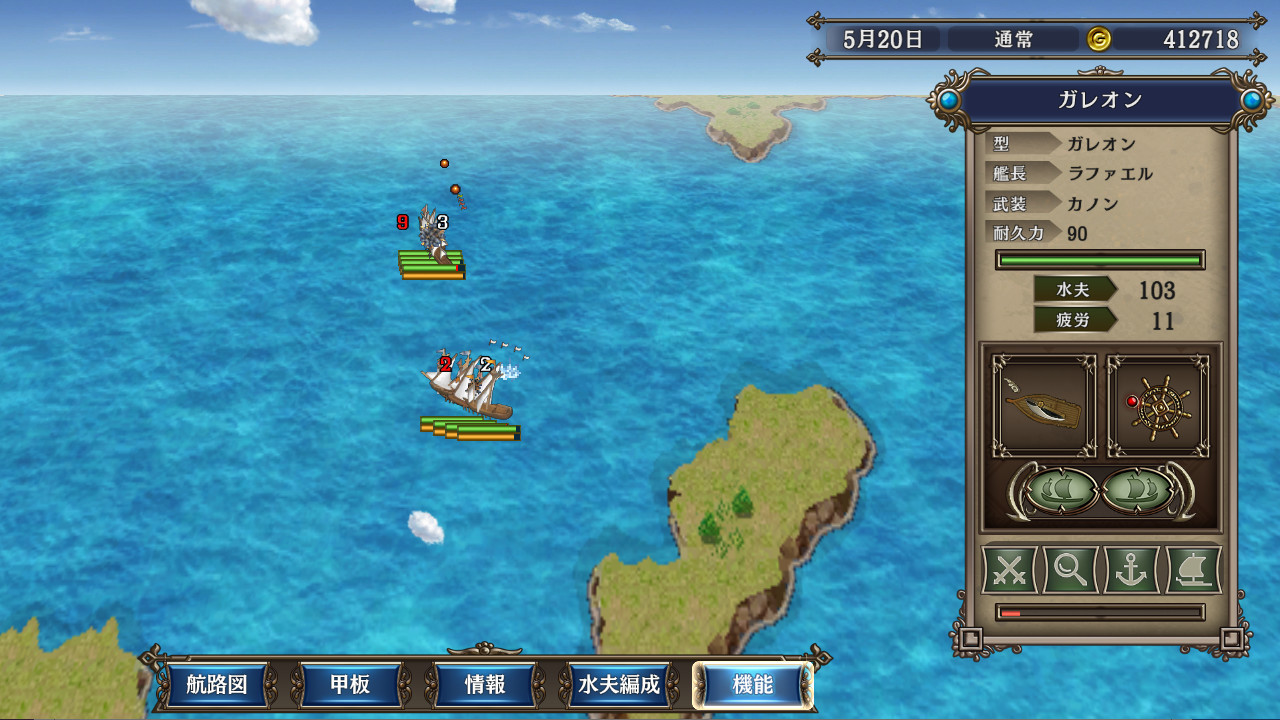 5月20日 通常 G 412718
ガレオン
型 ガレオン
艦長 ラファエル
武装 カノン
耐久力 90
水夫 103
疲労 11
9 3
2 2
航路図 甲板 情報 水夫編成 機能